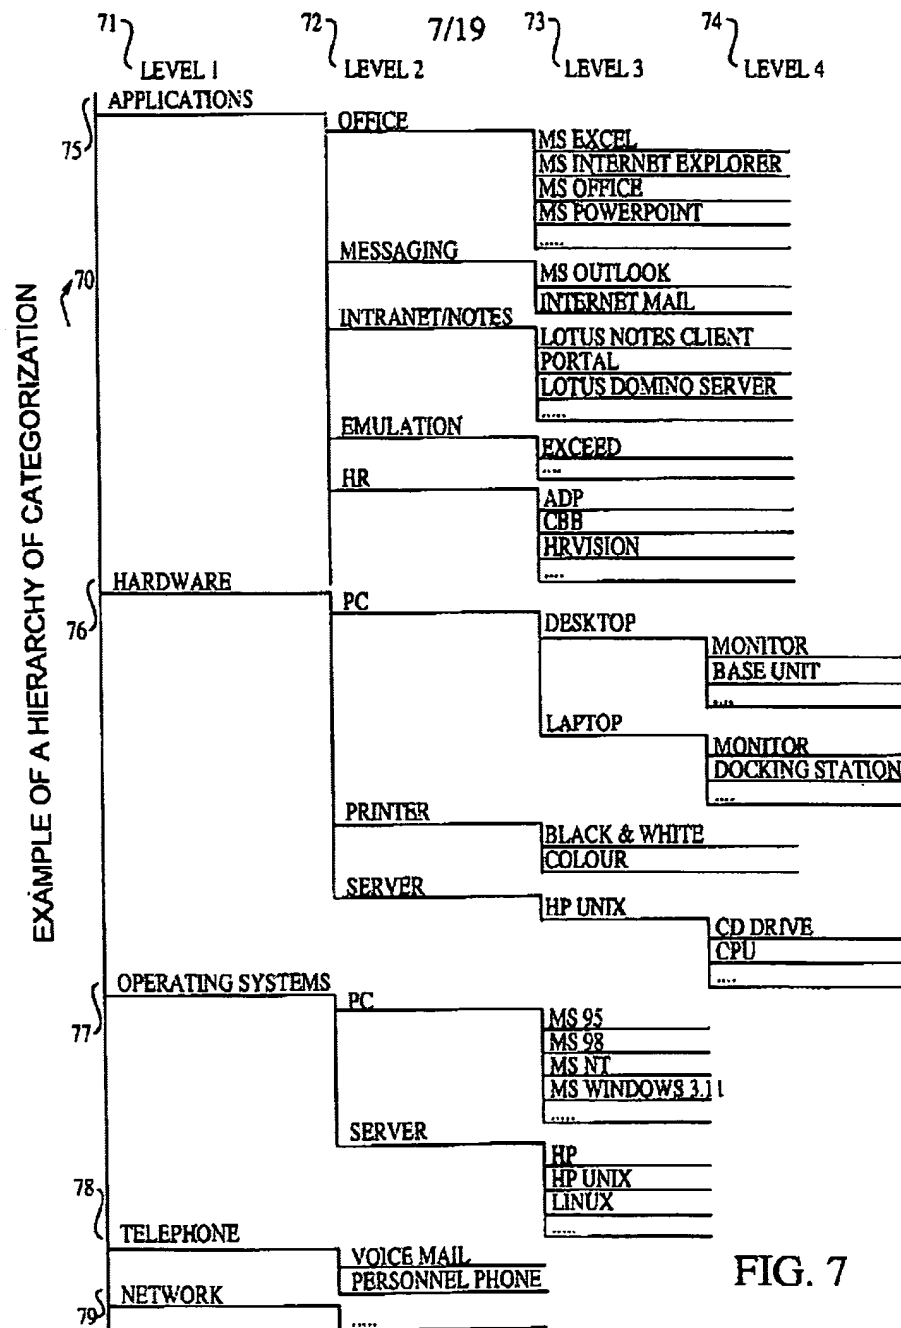 71 72 7/19 73 74
LEVEL 1 LEVEL 2 LEVEL 3 LEVEL 4
APPLICATIONS
OFFICE
75
MS EXCEL
MS INTERNET EXPLORER
MS OFFICE
MS POWERPOINT
.....
MESSAGING
70
MS OUTLOOK
INTERNET MAIL
INTRANET/NOTES
LOTUS NOTES CLIENT
PORTAL
LOTUS DOMINO SERVER
.....
EMULATION
EXCEED
....
HR
ADP
CBB
HRVISION
....
EXAMPLE OF A HIERARCHY OF CATEGORIZATION
HARDWARE
76
PC
DESKTOP
MONITOR
BASE UNIT
....
LAPTOP
MONITOR
DOCKING STATION
....
PRINTER
BLACK & WHITE
COLOUR
SERVER
HP UNIX
CD DRIVE
CPU
....
OPERATING SYSTEMS
77
PC
MS 95
MS 98
MS NT
MS WINDOWS 3.11
.....
SERVER
HP
HP UNIX
LINUX
.....
78
TELEPHONE
VOICE MAIL
PERSONNEL PHONE
NETWORK
79
....
FIG. 7